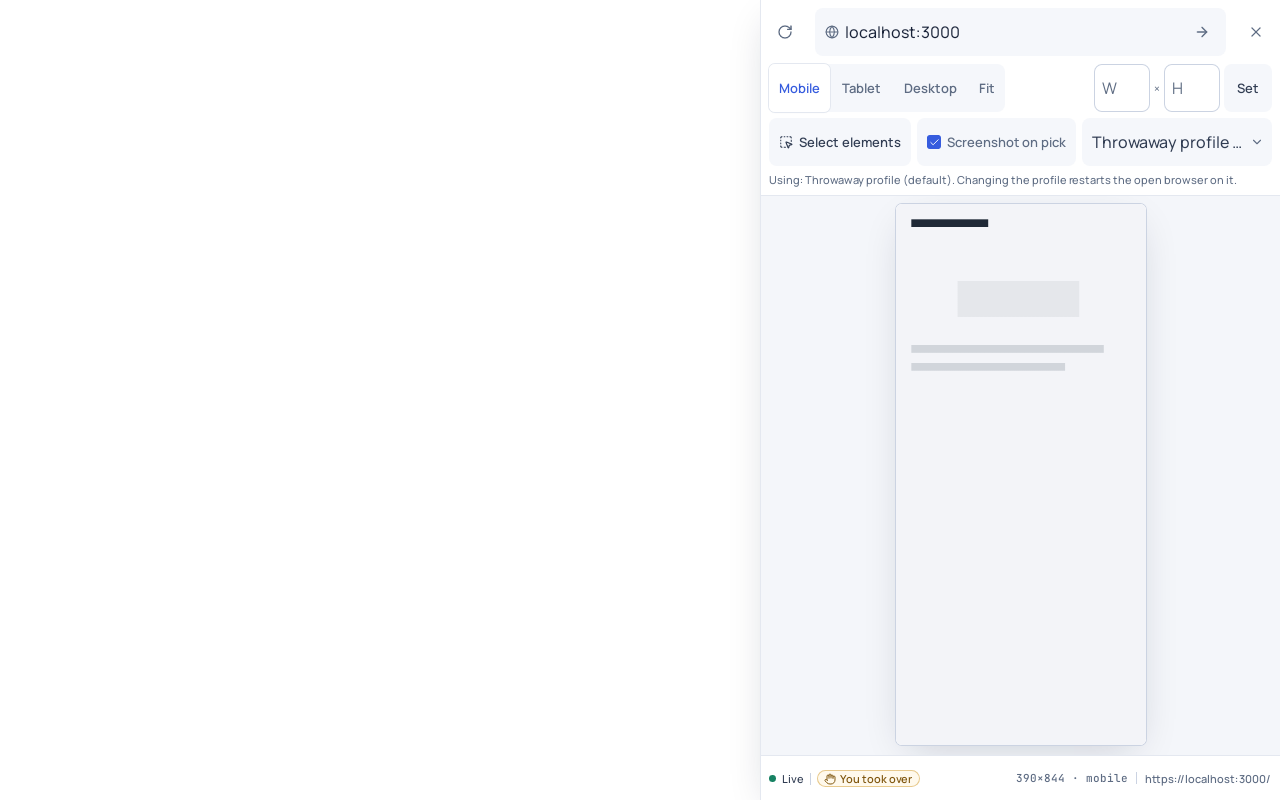 localhost:3000
Mobile Tablet Desktop Fit W × H Set
Select elements Screenshot on pick Throwaway profile …
Using: Throwaway profile (default). Changing the profile restarts the open browser on it.
Live You took over 390×844 · mobile https://localhost:3000/